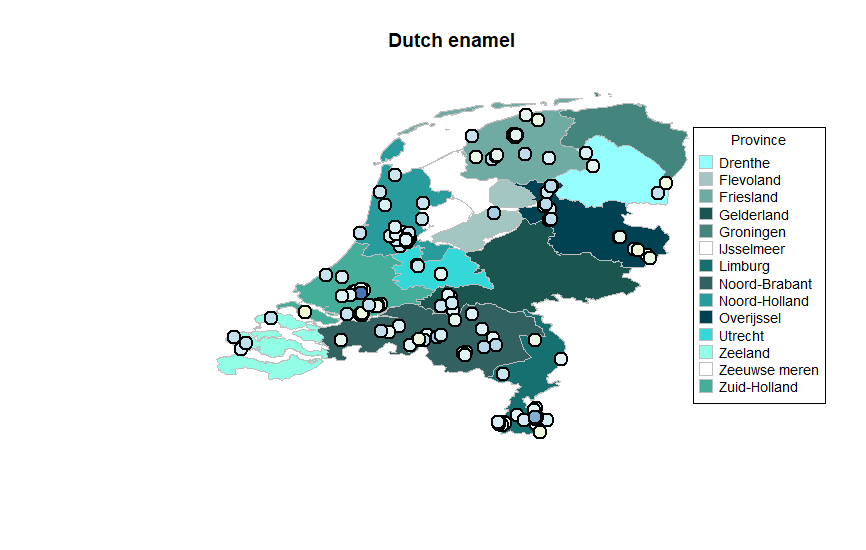 Dutch enamel
Province
Drenthe
Flevoland
Friesland
Gelderland
Groningen
IJsselmeer
Limburg
Noord-Brabant
Noord-Holland
Overijssel
Utrecht
Zeeland
Zeeuwse meren
Zuid-Holland